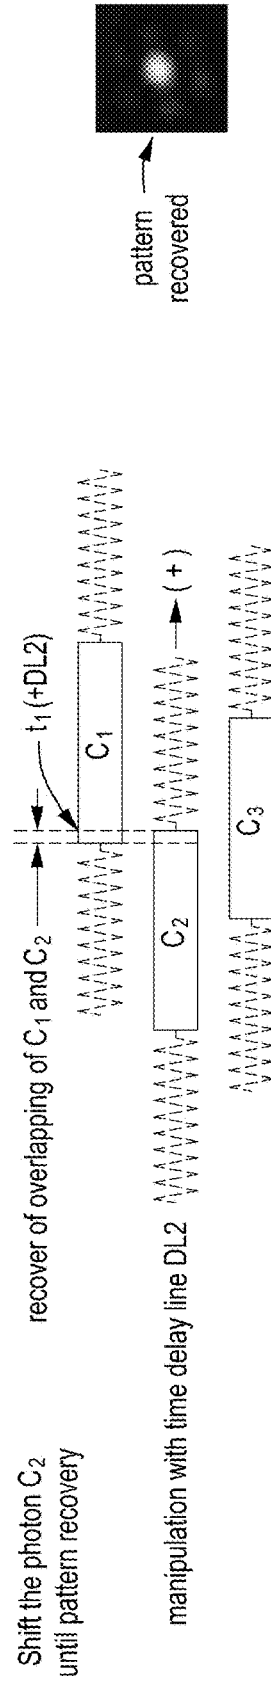 Shift the photon C₂
until pattern recovery
recover of overlapping of C₁ and C₂
t₁ (+DL2)
C₁
manipulation with time delay line DL2
C₂
( + )
C₃
pattern
recovered